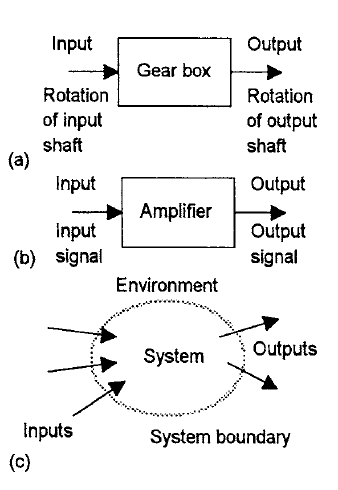 Input
Gear box
Output
Rotation
of input
shaft
Rotation
of output
shaft
(a)
Input
Amplifier
Output
Input
signal
Output
signal
(b)
Environment
System
Outputs
Inputs
System boundary
(c)